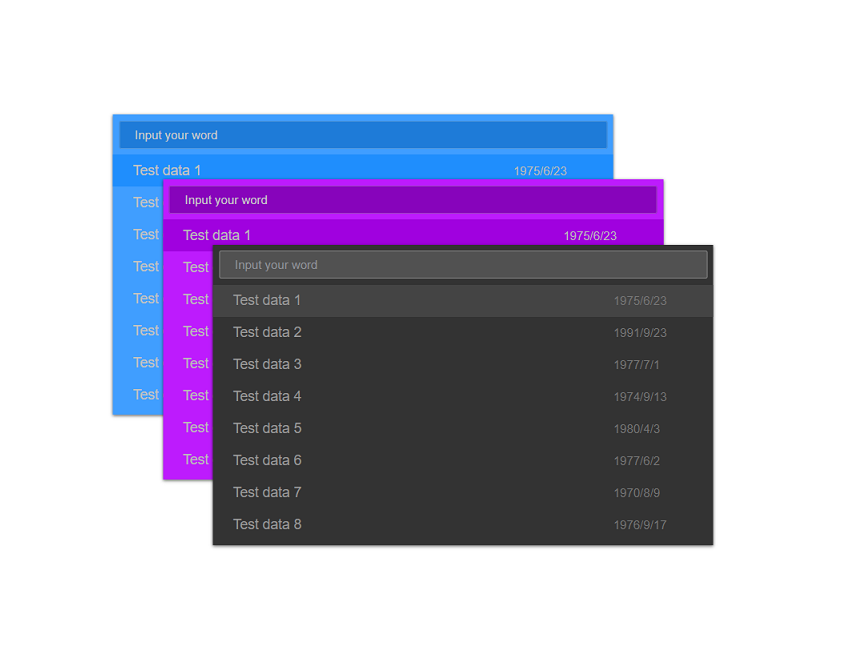 Input your word
Test data 1 1975/6/23
Test
Input your word
Test
Test data 1 1975/6/23
Test
Test
Input your word
Test
Test
Test data 1 1975/6/23
Test
Test
Test data 2 1991/9/23
Test
Test
Test data 3 1977/7/1
Test
Test
Test data 4 1974/9/13
Test
Test data 5 1980/4/3
Test
Test data 6 1977/6/2
Test data 7 1970/8/9
Test data 8 1976/9/17